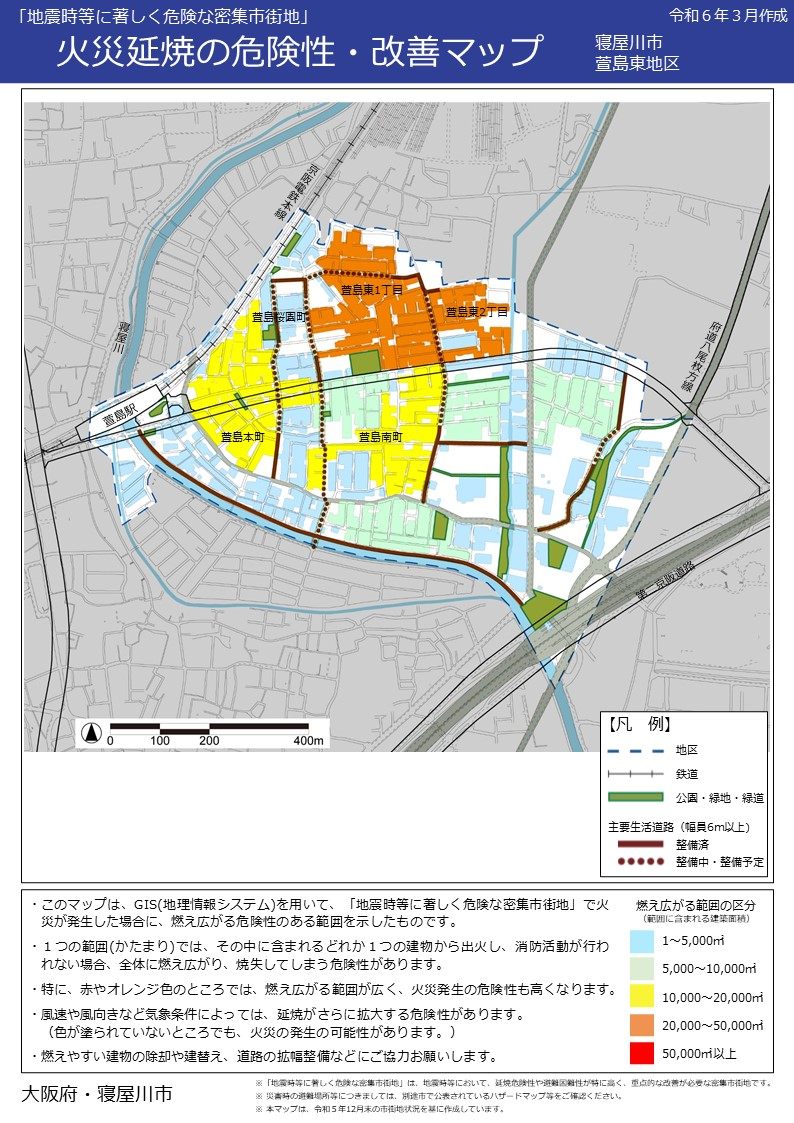 「地震時等に著しく危険な密集市街地」
令和６年３月作成
火災延焼の危険性・改善マップ
寝屋川市
萱島東地区
京阪電鉄本線
萱島東1丁目
萱島桜園町
萱島東2丁目
府道八尾枚方線
寝屋川
萱島駅
萱島本町
萱島南町
第二京阪道路
0 100 200 400m
【凡　例】
地区
鉄道
公園・緑地・緑道
主要生活道路（幅員6m以上）
整備済
整備中・整備予定
・このマップは、GIS(地理情報システム)を用いて、「地震時等に著しく危険な密集市街地」で火
災が発生した場合に、燃え広がる危険性のある範囲を示したものです。
・１つの範囲(かたまり)では、その中に含まれるどれか１つの建物から出火し、消防活動が行わ
れない場合、全体に燃え広がり、焼失してしまう危険性があります。
・特に、赤やオレンジ色のところでは、燃え広がる範囲が広く、火災発生の危険性も高くなります。
・風速や風向きなど気象条件によっては、延焼がさらに拡大する危険性があります。
（色が塗られていないところでも、火災の発生の可能性があります。）
・燃えやすい建物の除却や建替え、道路の拡幅整備などにご協力お願いします。
燃え広がる範囲の区分
（範囲に含まれる建築面積）
1～5,000㎡
5,000～10,000㎡
10,000～20,000㎡
20,000～50,000㎡
50,000㎡以上
大阪府・寝屋川市
※「地震時等に著しく危険な密集市街地」は、地震時等において、延焼危険性や避難困難性が特に高く、重点的な改善が必要な密集市街地です。
※ 災害時の避難場所等につきましては、別途市で公表されているハザードマップ等をご確認ください。
※ 本マップは、令和５年12月末の市街地状況を基に作成しています。